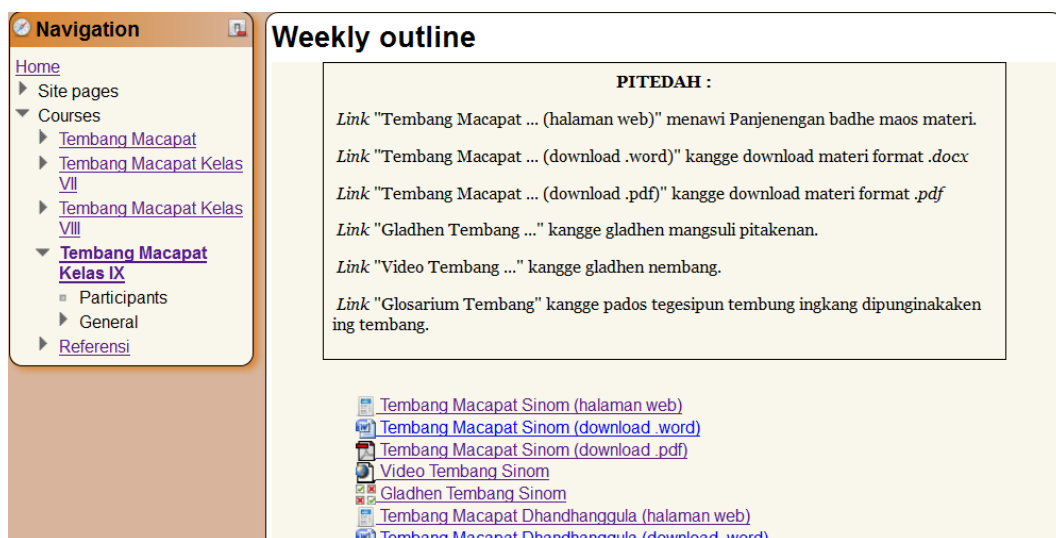 Navigation
Home
Site pages
Courses
Tembang Macapat
Tembang Macapat Kelas
VII
Tembang Macapat Kelas
VIII
Tembang Macapat
Kelas IX
Participants
General
Referensi
Weekly outline
PITEDAH :
Link "Tembang Macapat ... (halaman web)" menawi Panjenengan badhe maos materi.
Link "Tembang Macapat ... (download .word)" kangge download materi format .docx
Link "Tembang Macapat ... (download .pdf)" kangge download materi format .pdf
Link "Gladhen Tembang ..." kangge gladhen mangsuli pitakenan.
Link "Video Tembang ..." kangge gladhen nembang.
Link "Glosarium Tembang" kangge pados tegesipun tembung ingkang dipunginakaken
ing tembang.
Tembang Macapat Sinom (halaman web)
Tembang Macapat Sinom (download .word)
Tembang Macapat Sinom (download .pdf)
Video Tembang Sinom
Gladhen Tembang Sinom
Tembang Macapat Dhandhanggula (halaman web)
Tembang Macapat Dhandhanggula (download .word)